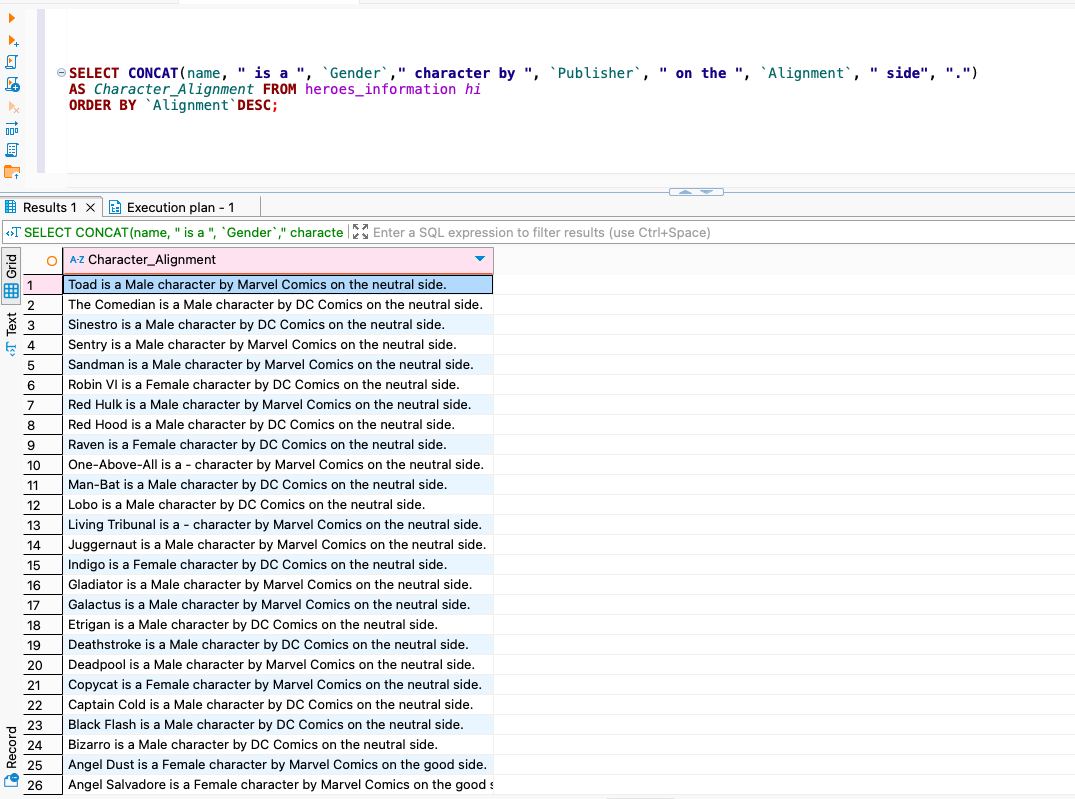 SELECT CONCAT(name, " is a ", `Gender`," character by ", `Publisher`, " on the ", `Alignment`, " side", ".")
AS Character_Alignment FROM heroes_information hi
ORDER BY `Alignment`DESC;
Results 1
Execution plan - 1
SELECT CONCAT(name, " is a ", `Gender`," characte
Enter a SQL expression to filter results (use Ctrl+Space)
Grid
Text
Record
A-Z Character_Alignment
1 Toad is a Male character by Marvel Comics on the neutral side.
2 The Comedian is a Male character by DC Comics on the neutral side.
3 Sinestro is a Male character by DC Comics on the neutral side.
4 Sentry is a Male character by Marvel Comics on the neutral side.
5 Sandman is a Male character by Marvel Comics on the neutral side.
6 Robin VI is a Female character by DC Comics on the neutral side.
7 Red Hulk is a Male character by Marvel Comics on the neutral side.
8 Red Hood is a Male character by DC Comics on the neutral side.
9 Raven is a Female character by DC Comics on the neutral side.
10 One-Above-All is a - character by Marvel Comics on the neutral side.
11 Man-Bat is a Male character by DC Comics on the neutral side.
12 Lobo is a Male character by DC Comics on the neutral side.
13 Living Tribunal is a - character by Marvel Comics on the neutral side.
14 Juggernaut is a Male character by Marvel Comics on the neutral side.
15 Indigo is a Female character by DC Comics on the neutral side.
16 Gladiator is a Male character by Marvel Comics on the neutral side.
17 Galactus is a Male character by Marvel Comics on the neutral side.
18 Etrigan is a Male character by DC Comics on the neutral side.
19 Deathstroke is a Male character by DC Comics on the neutral side.
20 Deadpool is a Male character by Marvel Comics on the neutral side.
21 Copycat is a Female character by Marvel Comics on the neutral side.
22 Captain Cold is a Male character by DC Comics on the neutral side.
23 Black Flash is a Male character by DC Comics on the neutral side.
24 Bizarro is a Male character by DC Comics on the neutral side.
25 Angel Dust is a Female character by Marvel Comics on the good side.
26 Angel Salvadore is a Female character by Marvel Comics on the good s